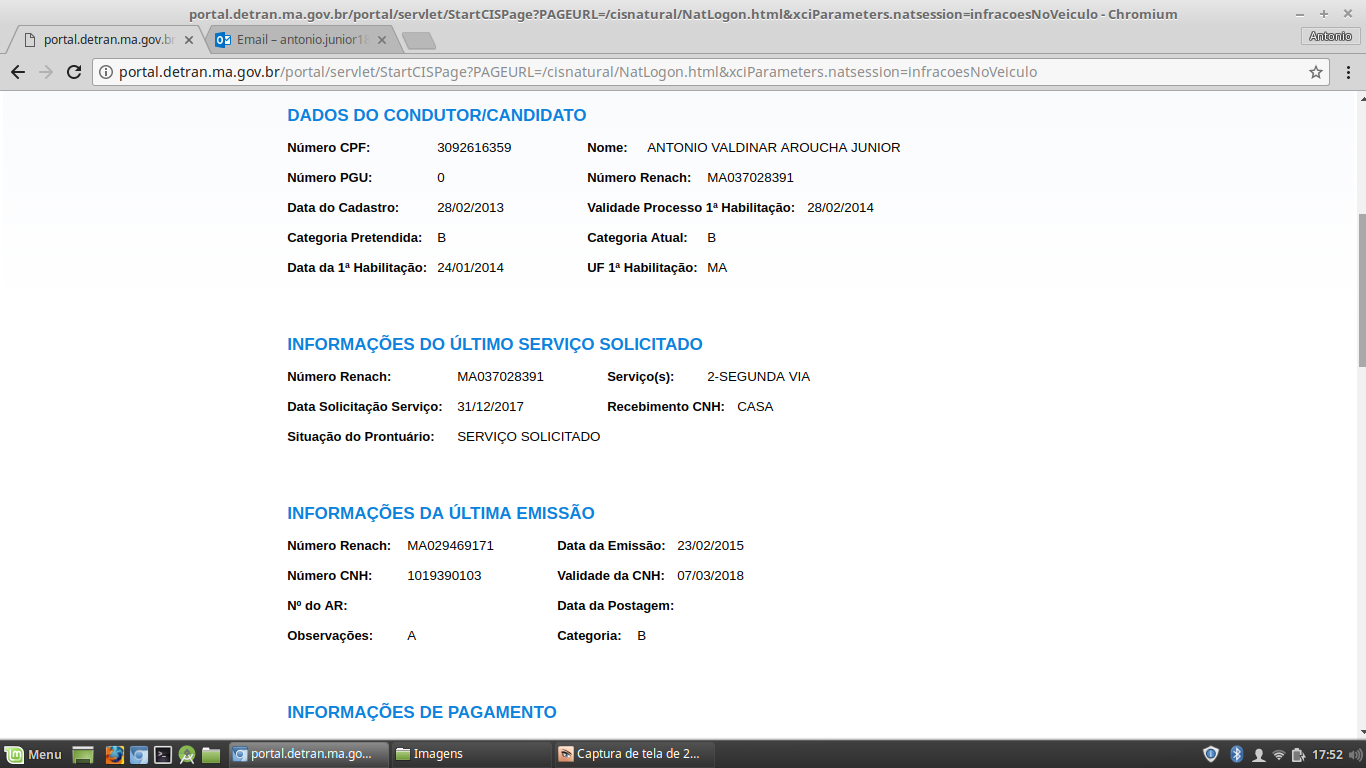 portal.detran.ma.gov.br/portal/servlet/StartCISPage?PAGEURL=/cisnatural/NatLogon.html&xciParameters.natsession=infracoesNoVeiculo - Chromium
portal.detran.ma.gov.br
Email – antonio.junior18
Antonio
portal.detran.ma.gov.br/portal/servlet/StartCISPage?PAGEURL=/cisnatural/NatLogon.html&xciParameters.natsession=infracoesNoVeiculo
DADOS DO CONDUTOR/CANDIDATO
Número CPF: 3092616359 Nome: ANTONIO VALDINAR AROUCHA JUNIOR
Número PGU: 0 Número Renach: MA037028391
Data do Cadastro: 28/02/2013 Validade Processo 1ª Habilitação: 28/02/2014
Categoria Pretendida: B Categoria Atual: B
Data da 1ª Habilitação: 24/01/2014 UF 1ª Habilitação: MA
INFORMAÇÕES DO ÚLTIMO SERVIÇO SOLICITADO
Número Renach: MA037028391 Serviço(s): 2-SEGUNDA VIA
Data Solicitação Serviço: 31/12/2017 Recebimento CNH: CASA
Situação do Prontuário: SERVIÇO SOLICITADO
INFORMAÇÕES DA ÚLTIMA EMISSÃO
Número Renach: MA029469171 Data da Emissão: 23/02/2015
Número CNH: 1019390103 Validade da CNH: 07/03/2018
Nº do AR: Data da Postagem:
Observações: A Categoria: B
INFORMAÇÕES DE PAGAMENTO
Menu portal.detran.ma.go... Imagens Captura de tela de 2... 17:52